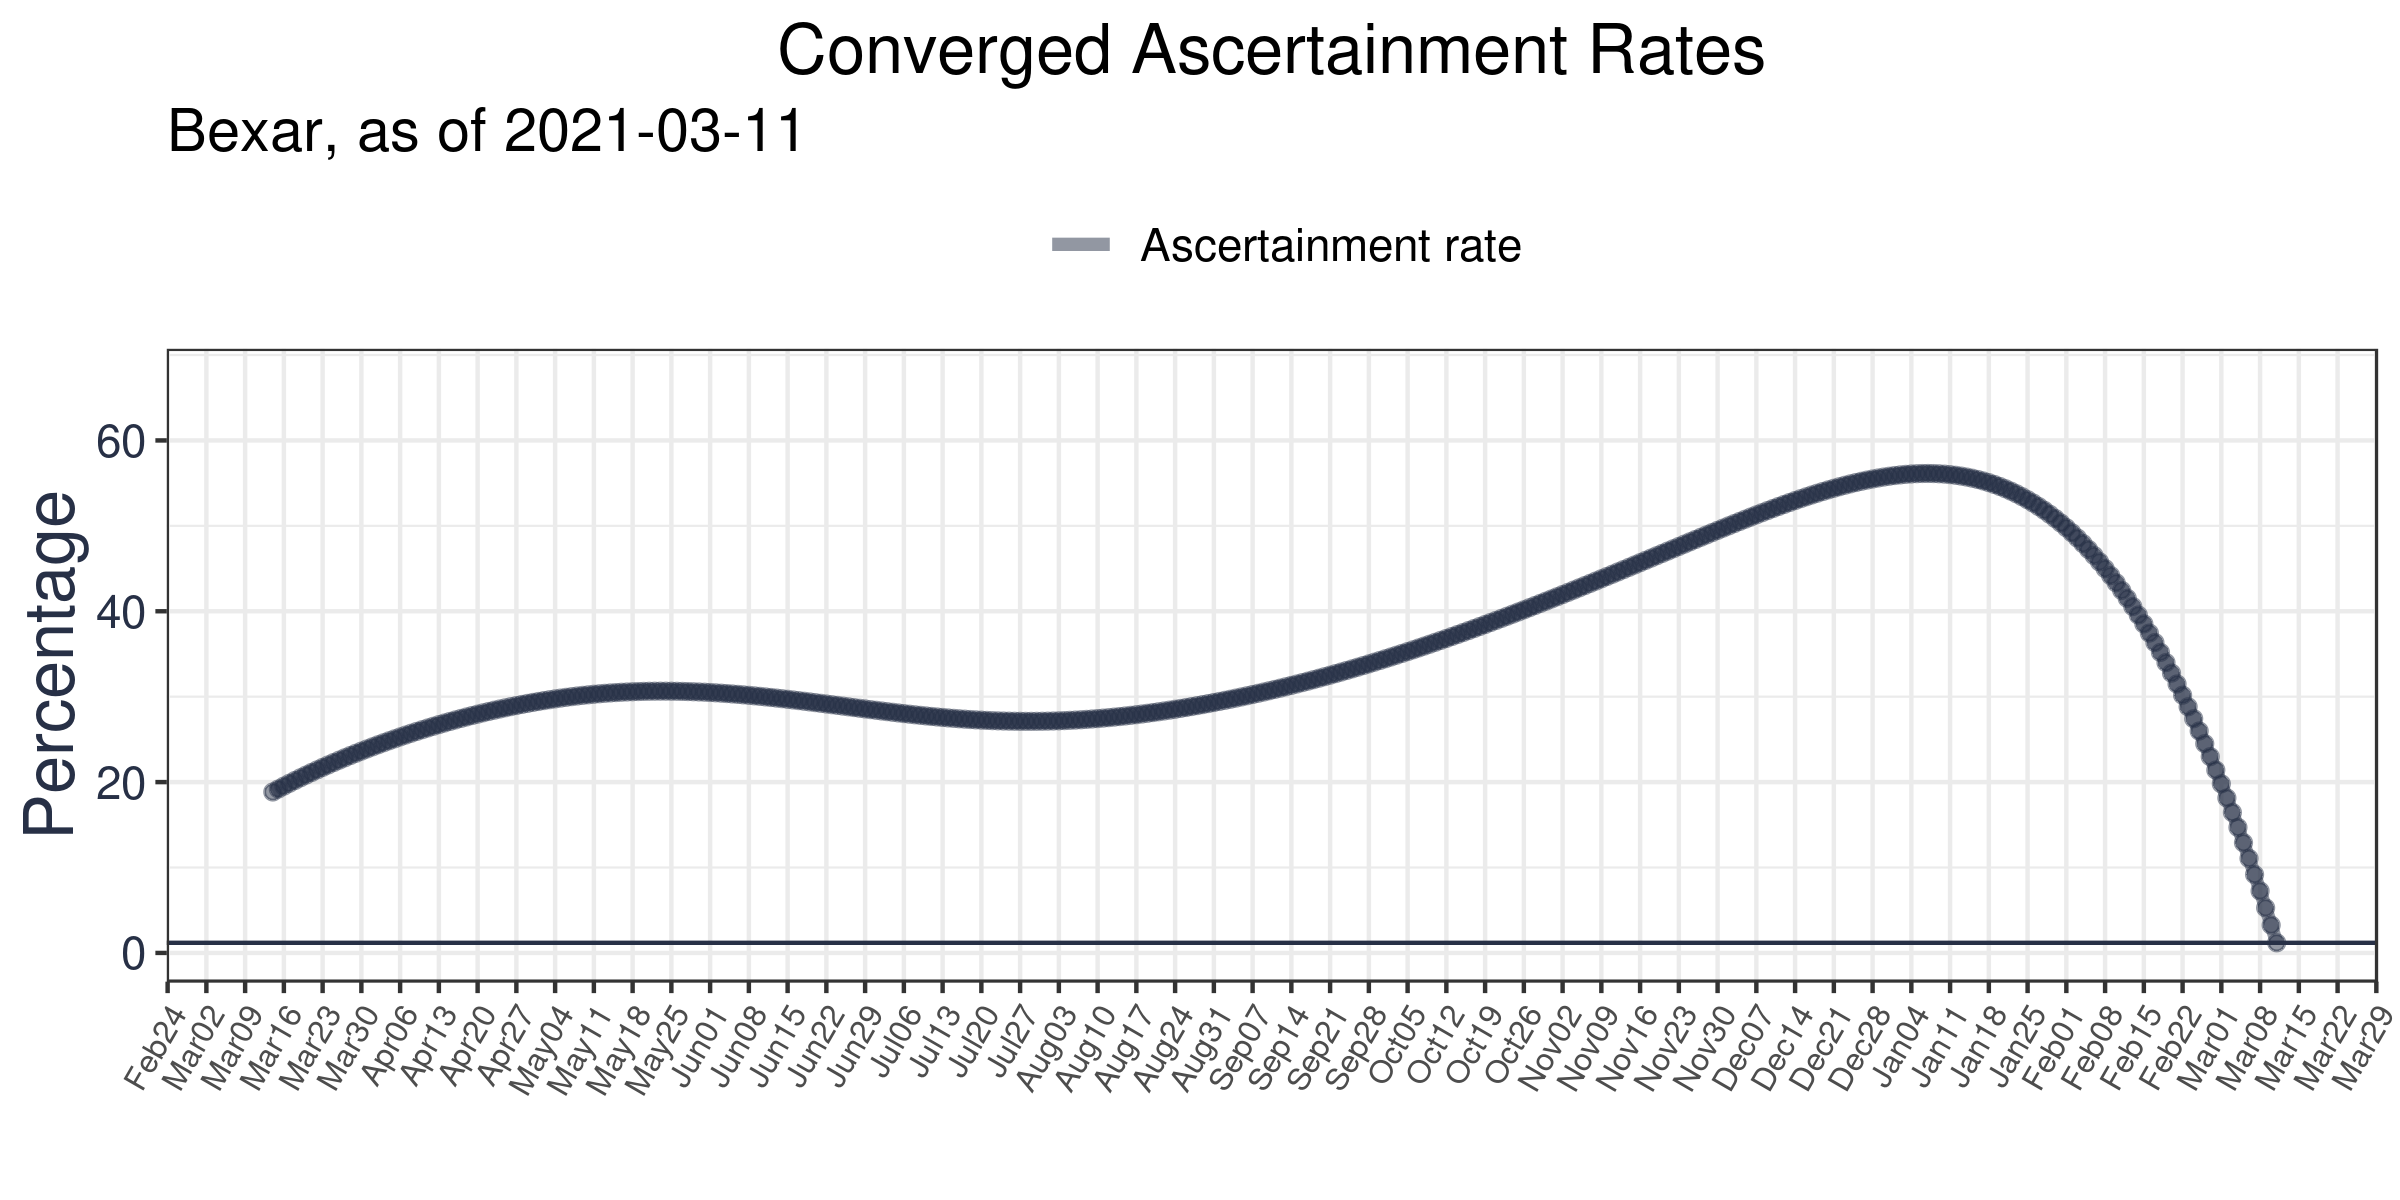 Converged Ascertainment Rates
Bexar, as of 2021-03-11
Ascertainment rate
Percentage
60
40
20
0
Feb24
Mar02
Mar09
Mar16
Mar23
Mar30
Apr06
Apr13
Apr20
Apr27
May04
May11
May18
May25
Jun01
Jun08
Jun15
Jun22
Jun29
Jul06
Jul13
Jul20
Jul27
Aug03
Aug10
Aug17
Aug24
Aug31
Sep07
Sep14
Sep21
Sep28
Oct05
Oct12
Oct19
Oct26
Nov02
Nov09
Nov16
Nov23
Nov30
Dec07
Dec14
Dec21
Dec28
Jan04
Jan11
Jan18
Jan25
Feb01
Feb08
Feb15
Feb22
Mar01
Mar08
Mar15
Mar22
Mar29